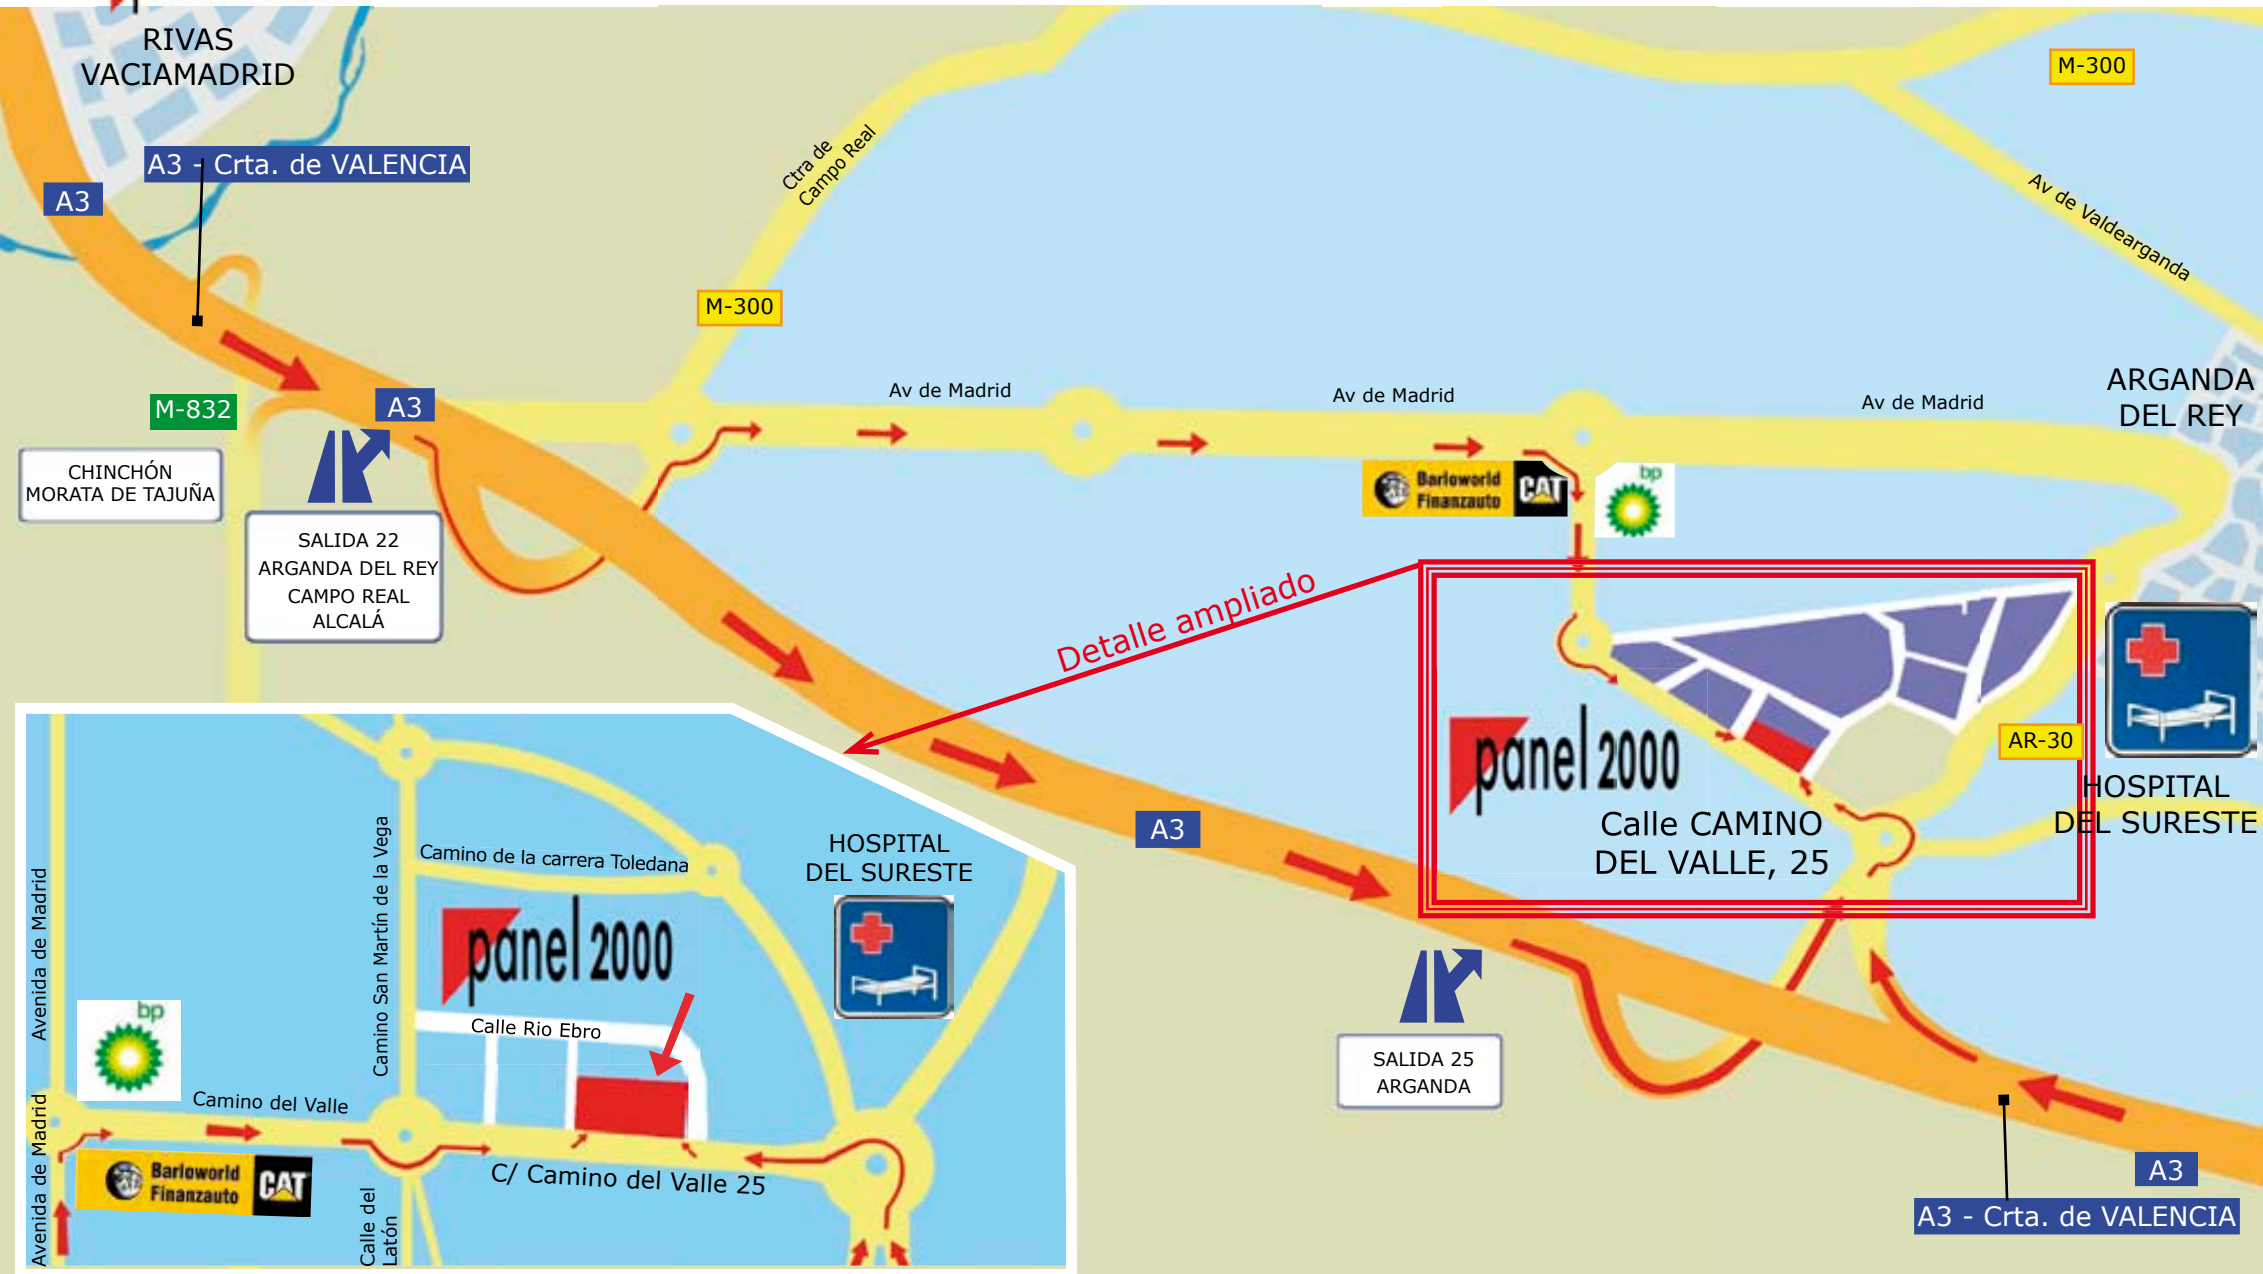 RIVAS
VACIAMADRID
A3 - Crta. de VALENCIA
A3
M-832
A3
CHINCHÓN
MORATA DE TAJUÑA
SALIDA 22
ARGANDA DEL REY
CAMPO REAL
ALCALÁ
Ctra de
Campo Real
M-300
M-300
Av de Valdearganda
Av de Madrid
Av de Madrid
Av de Madrid
ARGANDA
DEL REY
Barloworld
Finanzauto
CAT
bp
Detalle ampliado
panel 2000
Calle CAMINO
DEL VALLE, 25
AR-30
HOSPITAL
DEL SURESTE
A3
SALIDA 25
ARGANDA
A3
A3 - Crta. de VALENCIA
Avenida de Madrid
Avenida de Madrid
Camino San Martín de la Vega
Camino de la carrera Toledana
HOSPITAL
DEL SURESTE
panel 2000
Calle Rio Ebro
bp
Camino del Valle
Barloworld
Finanzauto
CAT
Calle del
Latón
C/ Camino del Valle 25